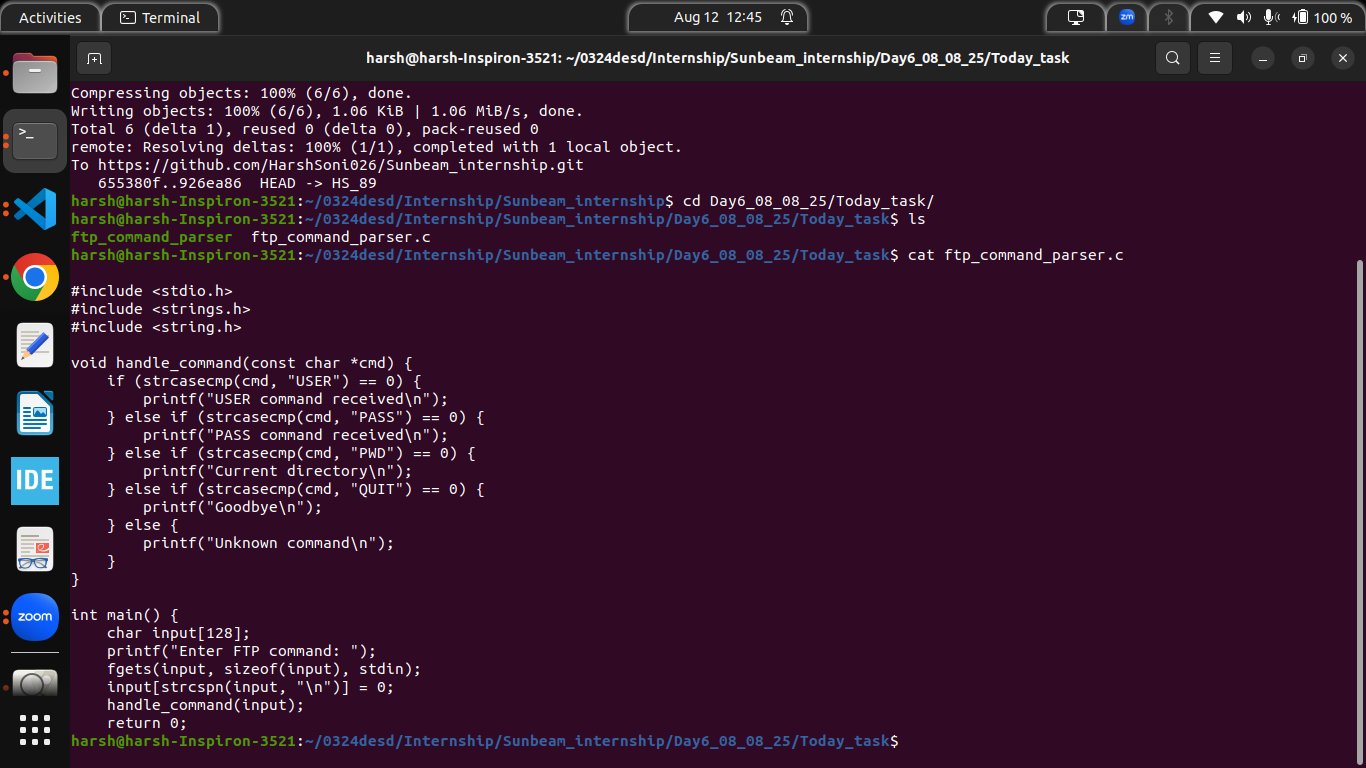 Activities
Terminal
Aug 12 12:45
zm
100 %
harsh@harsh-Inspiron-3521: ~/0324desd/Internship/Sunbeam_internship/Day6_08_08_25/Today_task
Compressing objects: 100% (6/6), done.
Writing objects: 100% (6/6), 1.06 KiB | 1.06 MiB/s, done.
Total 6 (delta 1), reused 0 (delta 0), pack-reused 0
remote: Resolving deltas: 100% (1/1), completed with 1 local object.
To https://github.com/HarshSoni026/Sunbeam_internship.git
   655380f..926ea86  HEAD -> HS_89
harsh@harsh-Inspiron-3521:~/0324desd/Internship/Sunbeam_internship$ cd Day6_08_08_25/Today_task/
harsh@harsh-Inspiron-3521:~/0324desd/Internship/Sunbeam_internship/Day6_08_08_25/Today_task$ ls
ftp_command_parser  ftp_command_parser.c
harsh@harsh-Inspiron-3521:~/0324desd/Internship/Sunbeam_internship/Day6_08_08_25/Today_task$ cat ftp_command_parser.c
#include <stdio.h>
#include <strings.h>
#include <string.h>
void handle_command(const char *cmd) {
    if (strcasecmp(cmd, "USER") == 0) {
        printf("USER command received\n");
    } else if (strcasecmp(cmd, "PASS") == 0) {
        printf("PASS command received\n");
    } else if (strcasecmp(cmd, "PWD") == 0) {
        printf("Current directory\n");
    } else if (strcasecmp(cmd, "QUIT") == 0) {
        printf("Goodbye\n");
    } else {
        printf("Unknown command\n");
    }
}
int main() {
    char input[128];
    printf("Enter FTP command: ");
    fgets(input, sizeof(input), stdin);
    input[strcspn(input, "\n")] = 0;
    handle_command(input);
    return 0;
harsh@harsh-Inspiron-3521:~/0324desd/Internship/Sunbeam_internship/Day6_08_08_25/Today_task$
>_
IDE
zoom